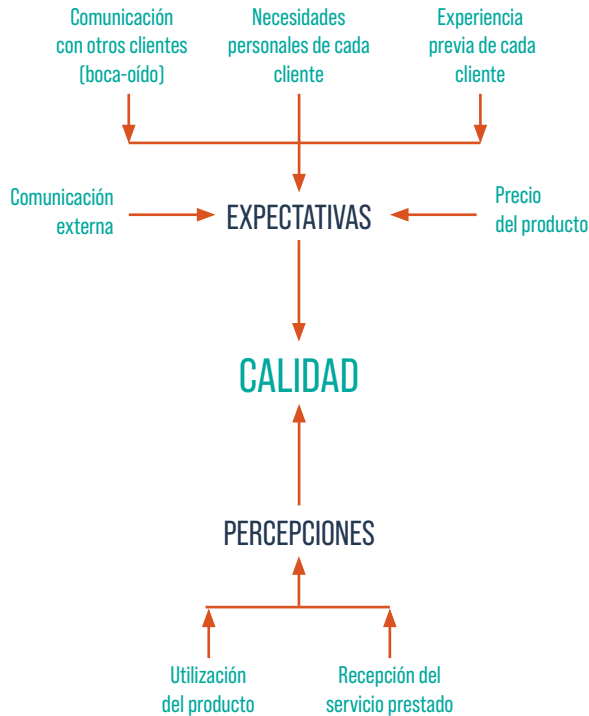 Comunicación
con otros clientes
(boca-oído)
Necesidades
personales de cada
cliente
Experiencia
previa de cada
cliente
Comunicación
externa
EXPECTATIVAS
Precio
del producto
CALIDAD
PERCEPCIONES
Utilización
del producto
Recepción del
servicio prestado